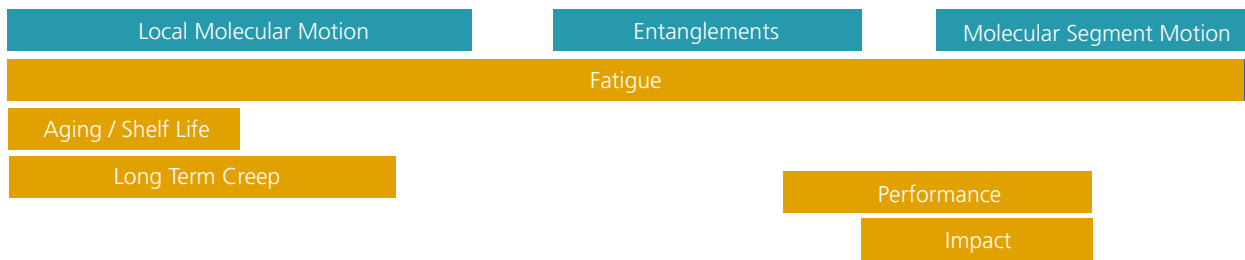 Local Molecular Motion
Entanglements
Molecular Segment Motion
Fatigue
Aging / Shelf Life
Long Term Creep
Performance
Impact